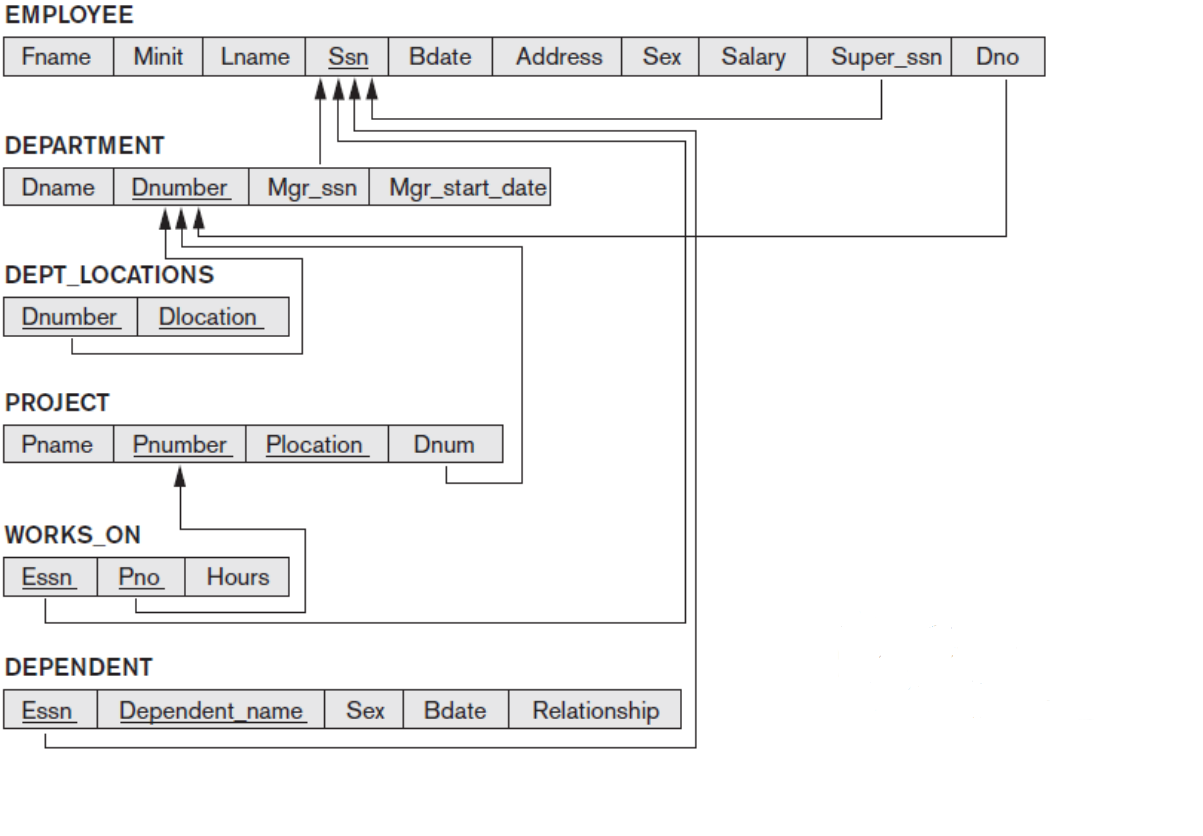 EMPLOYEE
Fname Minit Lname Ssn Bdate Address Sex Salary Super_ssn Dno
DEPARTMENT
Dname Dnumber Mgr_ssn Mgr_start_date
DEPT_LOCATIONS
Dnumber Dlocation
PROJECT
Pname Pnumber Plocation Dnum
WORKS_ON
Essn Pno Hours
DEPENDENT
Essn Dependent_name Sex Bdate Relationship